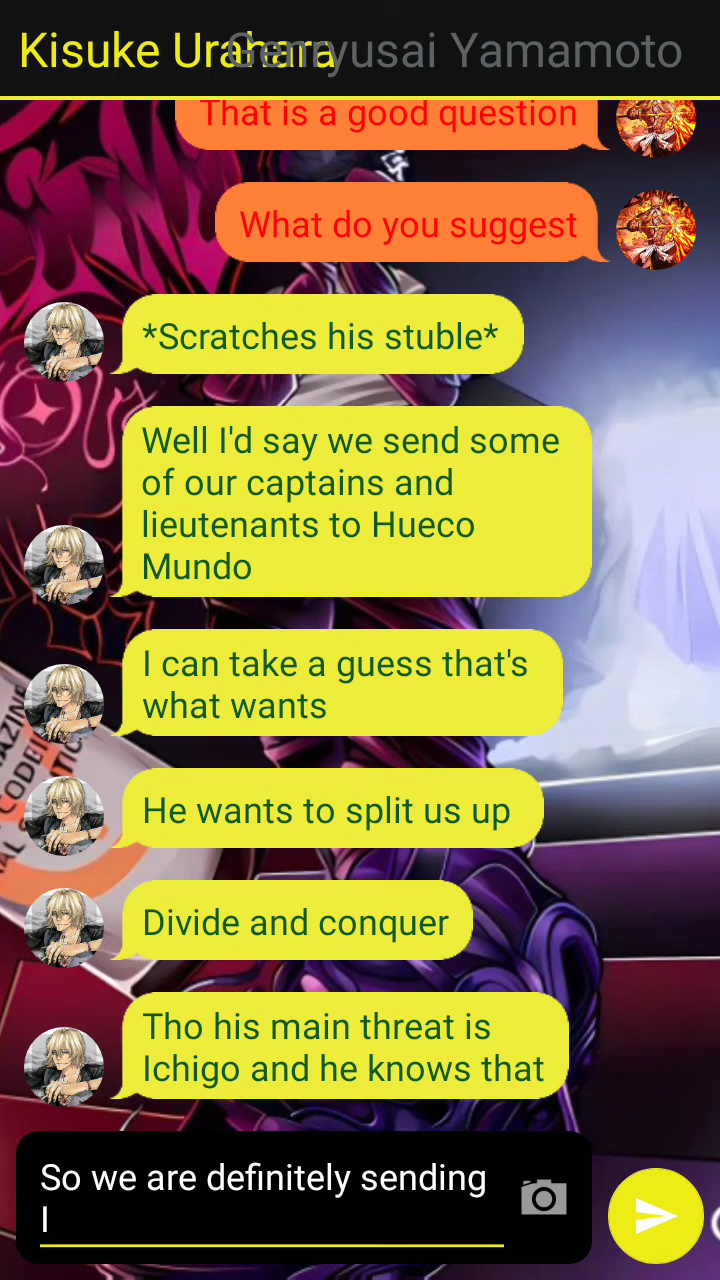 Kisuke Urahara Genryusai Yamamoto
That is a good question
What do you suggest
*Scratches his stuble*
Well I'd say we send some
of our captains and
lieutenants to Hueco
Mundo
I can take a guess that's
what wants
He wants to split us up
Divide and conquer
Tho his main threat is
Ichigo and he knows that
So we are definitely sending
I